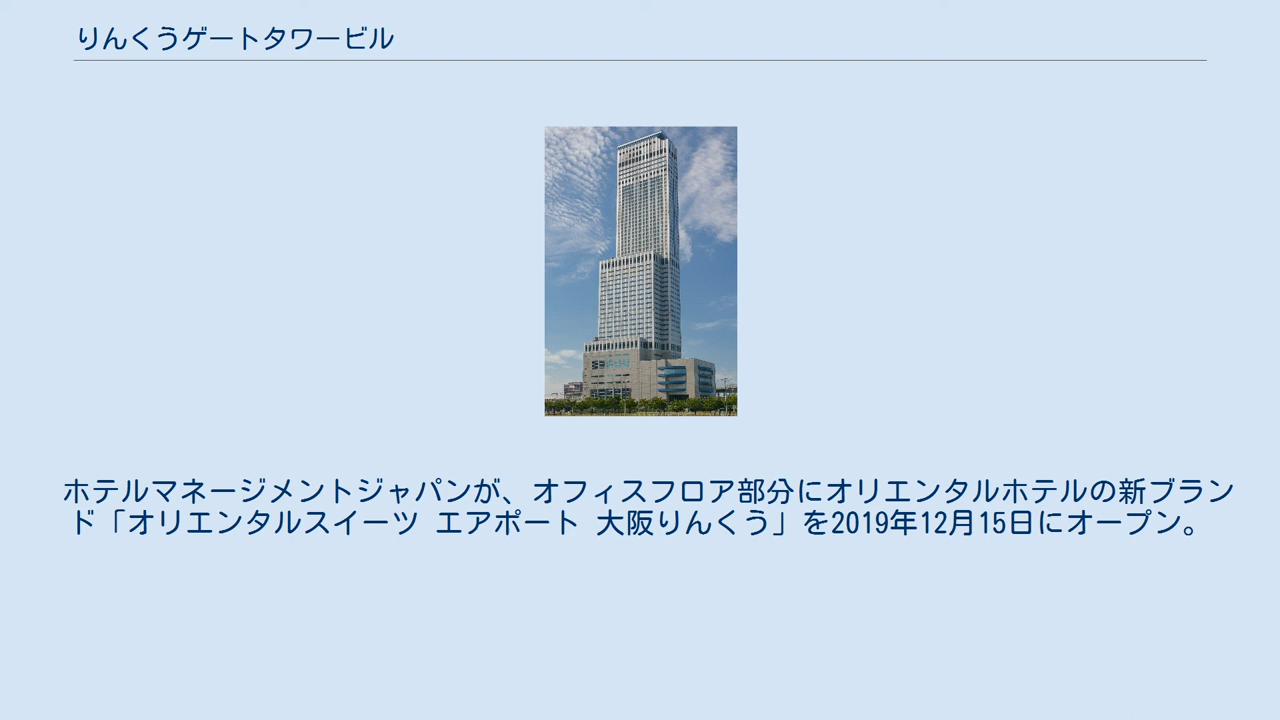 りんくうゲートタワービル
ホテルマネージメントジャパンが、オフィスフロア部分にオリエンタルホテルの新ブラン
ド「オリエンタルスイーツ エアポート 大阪りんくう」を2019年12月15日にオープン。